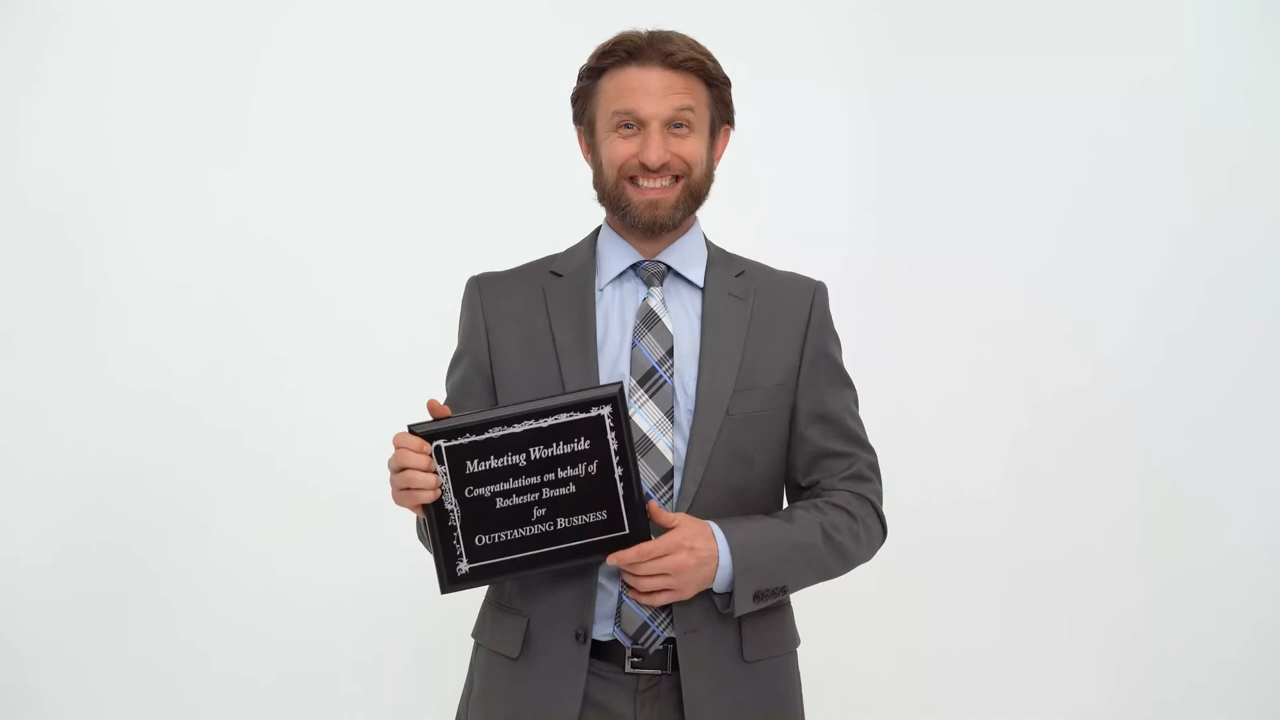 Marketing Worldwide
Congratulations on behalf of
Rochester Branch
for
OUTSTANDING BUSINESS